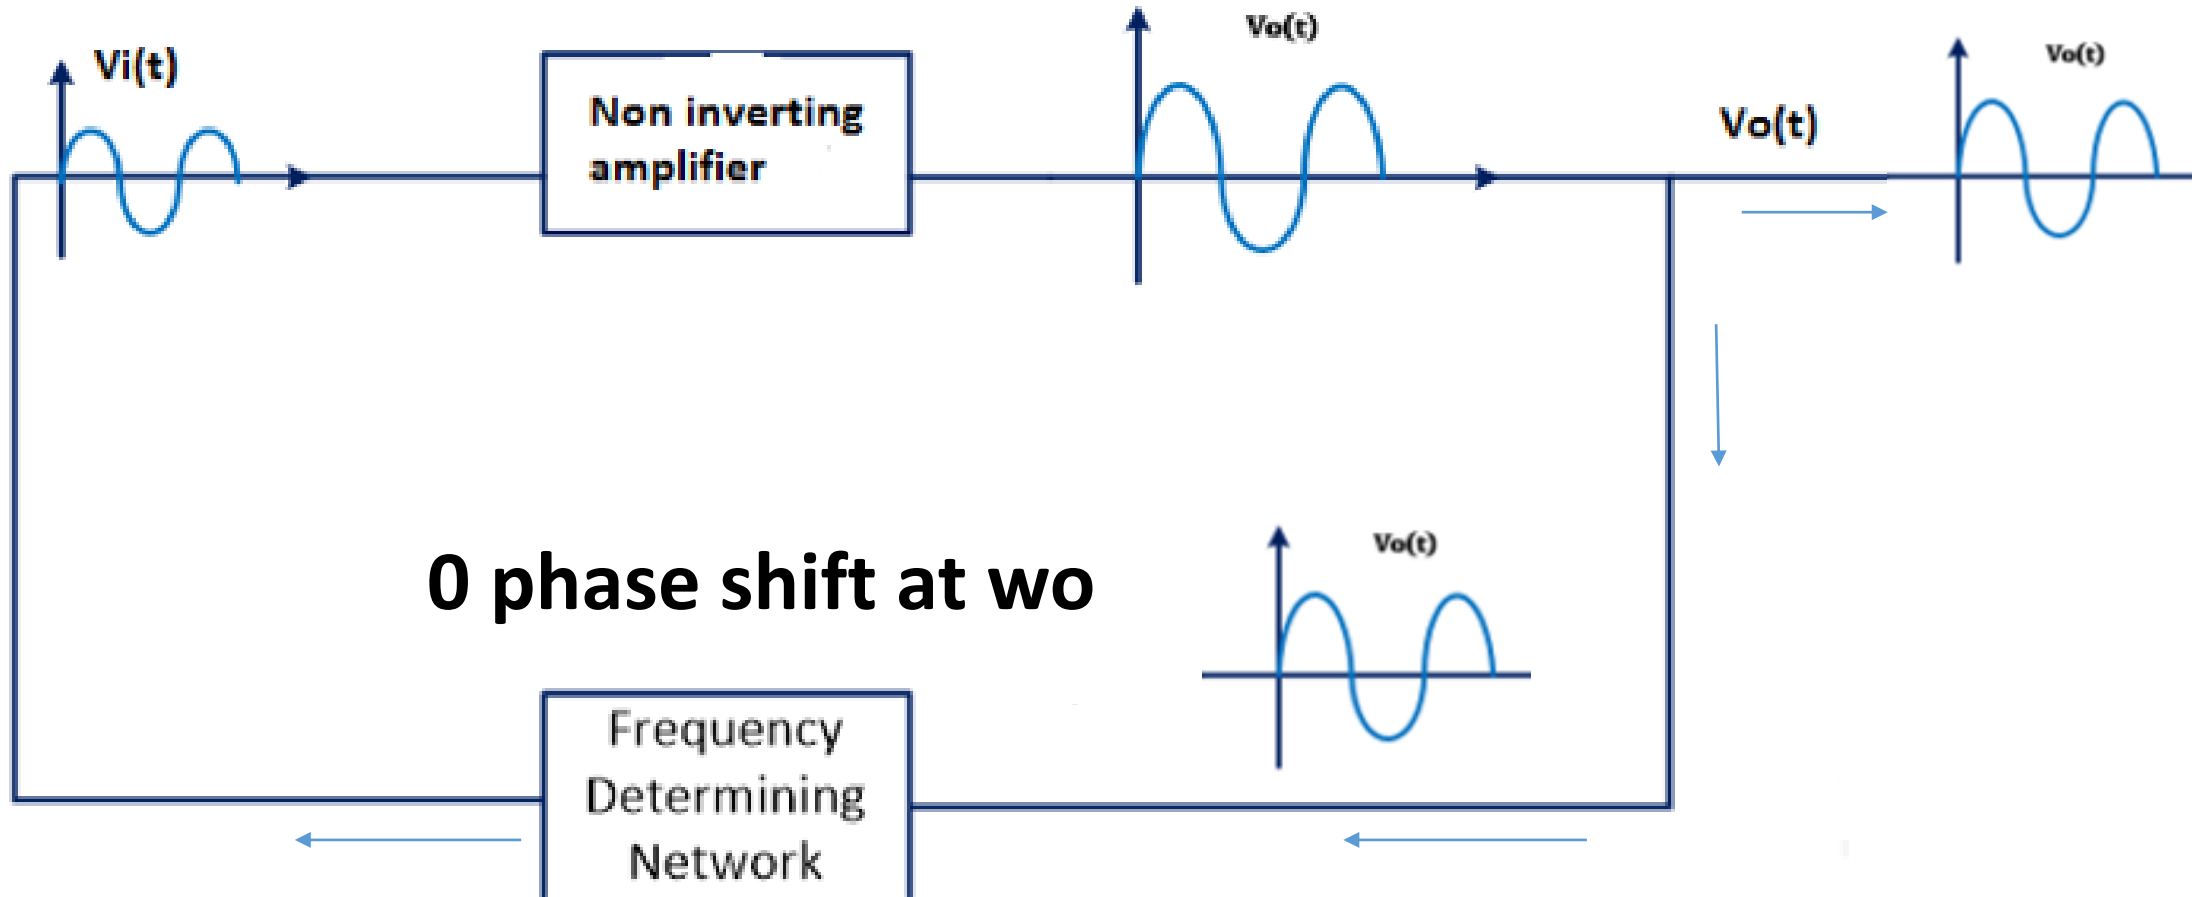 Vi(t)
Non inverting
amplifier
Vo(t)
Vo(t)
Vo(t)
0 phase shift at wo
Vo(t)
Frequency
Determining
Network